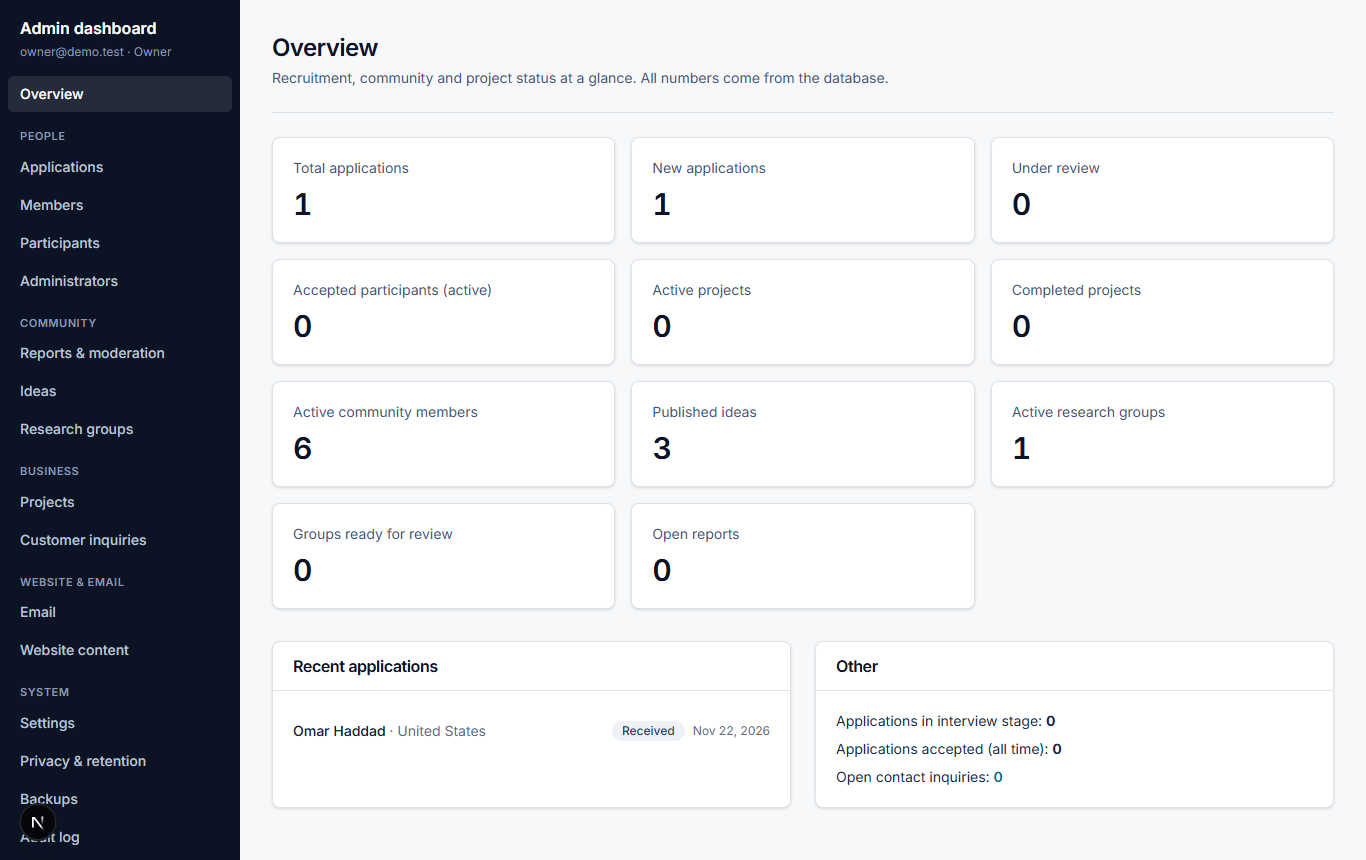 Admin dashboard
owner@demo.test · Owner
Overview
PEOPLE
Applications
Members
Participants
Administrators
COMMUNITY
Reports & moderation
Ideas
Research groups
BUSINESS
Projects
Customer inquiries
WEBSITE & EMAIL
Email
Website content
SYSTEM
Settings
Privacy & retention
Backups
N
Audit log
Overview
Recruitment, community and project status at a glance. All numbers come from the database.
Total applications
1
New applications
1
Under review
0
Accepted participants (active)
0
Active projects
0
Completed projects
0
Active community members
6
Published ideas
3
Active research groups
1
Groups ready for review
0
Open reports
0
Recent applications
Omar Haddad · United States Received Nov 22, 2026
Other
Applications in interview stage: 0
Applications accepted (all time): 0
Open contact inquiries: 0